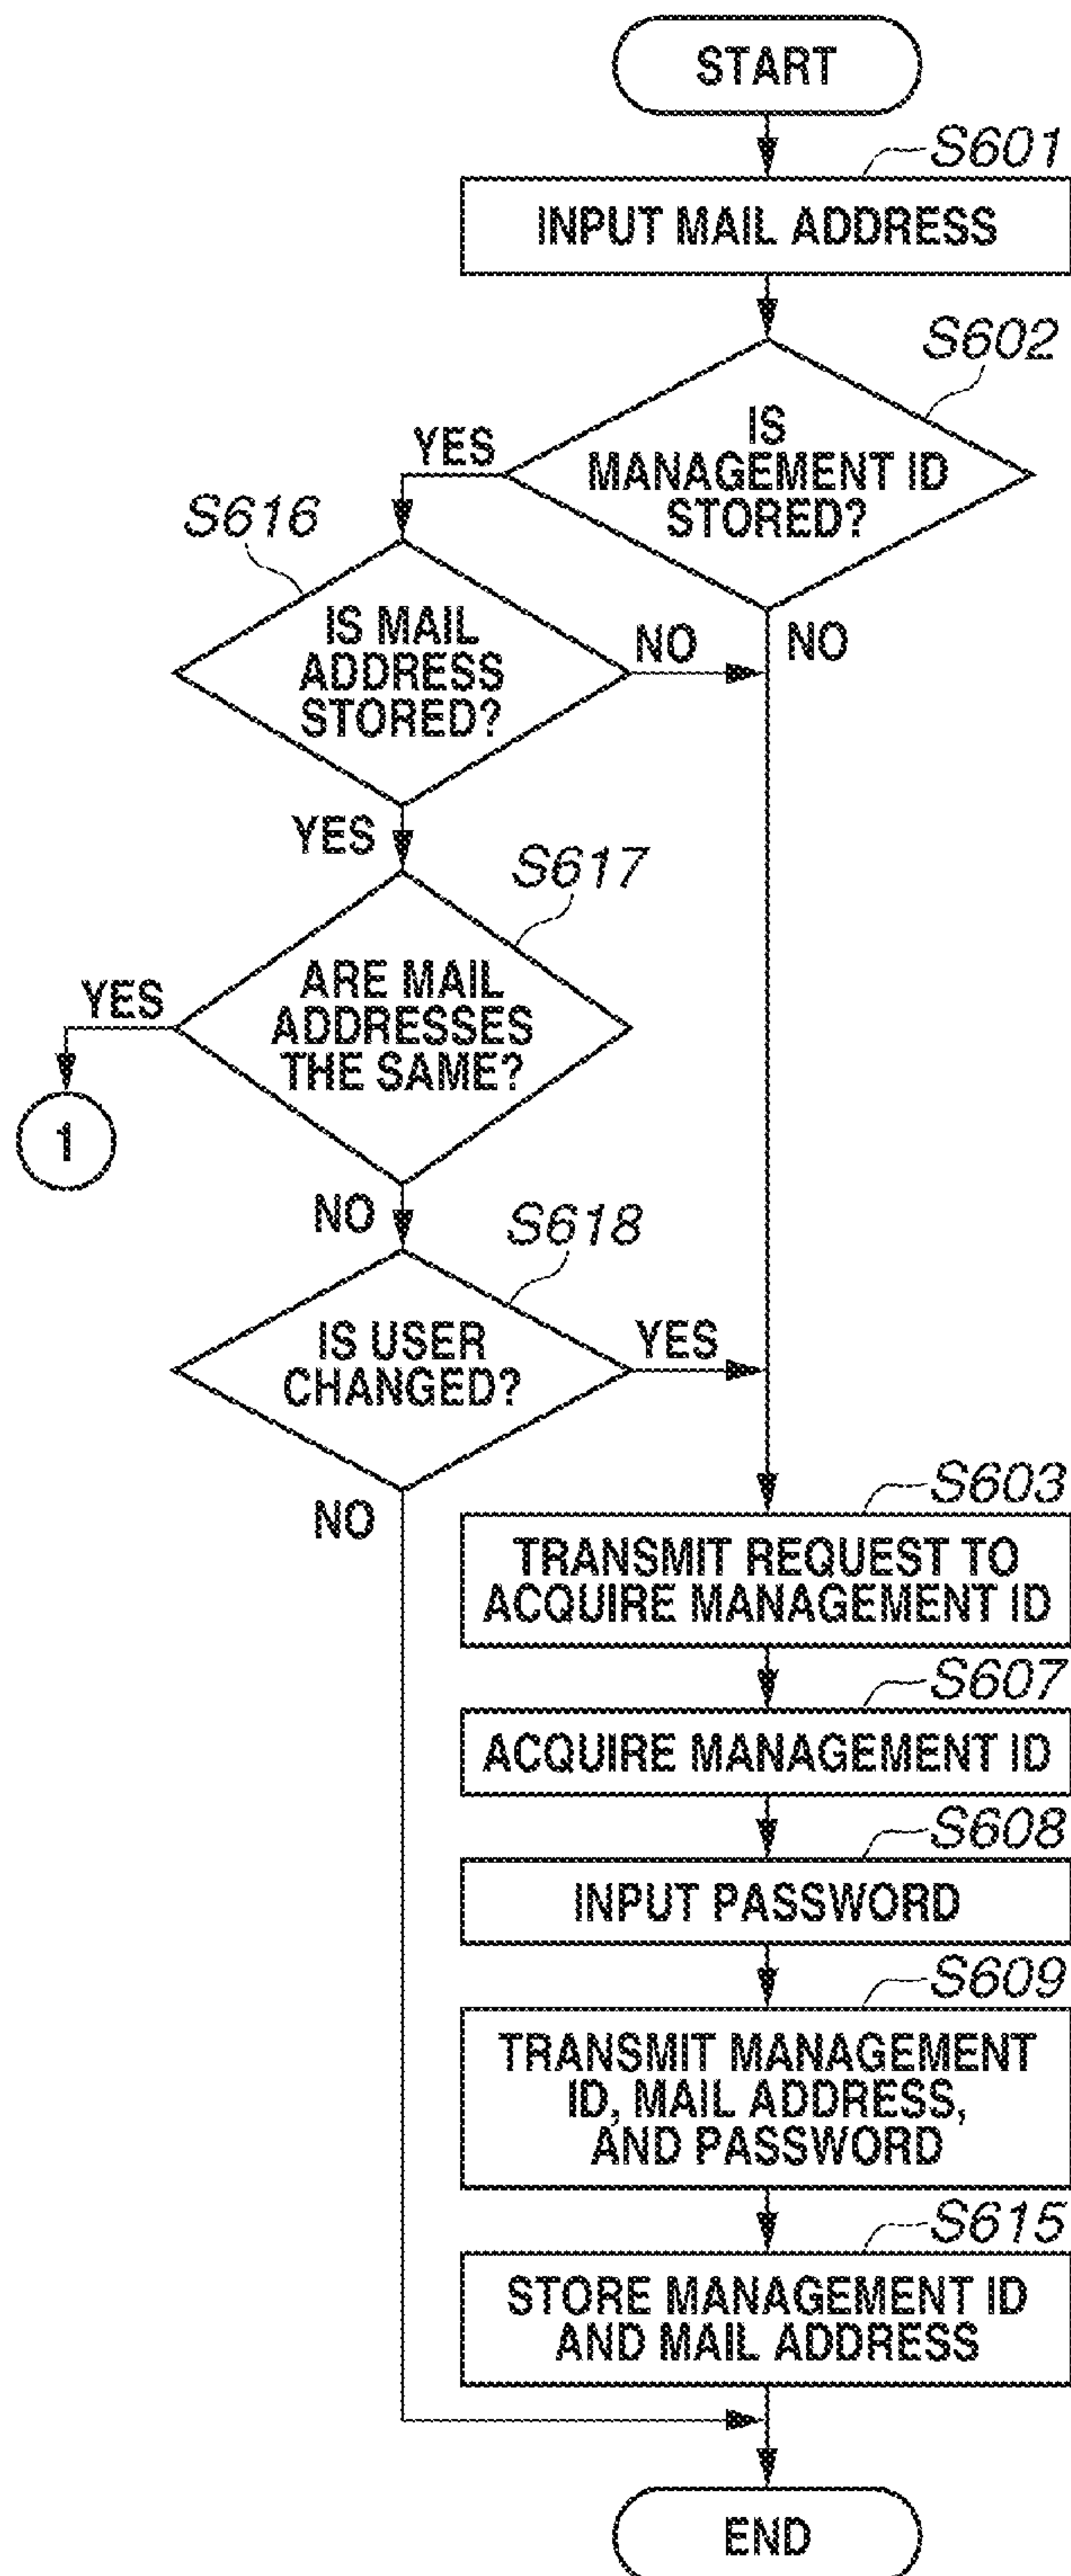 START
S601
INPUT MAIL ADDRESS
S602
IS
MANAGEMENT ID
STORED?
YES
NO
S616
IS MAIL
ADDRESS
STORED?
NO
YES
S617
ARE MAIL
ADDRESSES
THE SAME?
YES
1
NO
S618
IS USER
CHANGED?
YES
NO
S603
TRANSMIT REQUEST TO
ACQUIRE MANAGEMENT ID
S607
ACQUIRE MANAGEMENT ID
S608
INPUT PASSWORD
S609
TRANSMIT MANAGEMENT
ID, MAIL ADDRESS,
AND PASSWORD
S615
STORE MANAGEMENT ID
AND MAIL ADDRESS
END